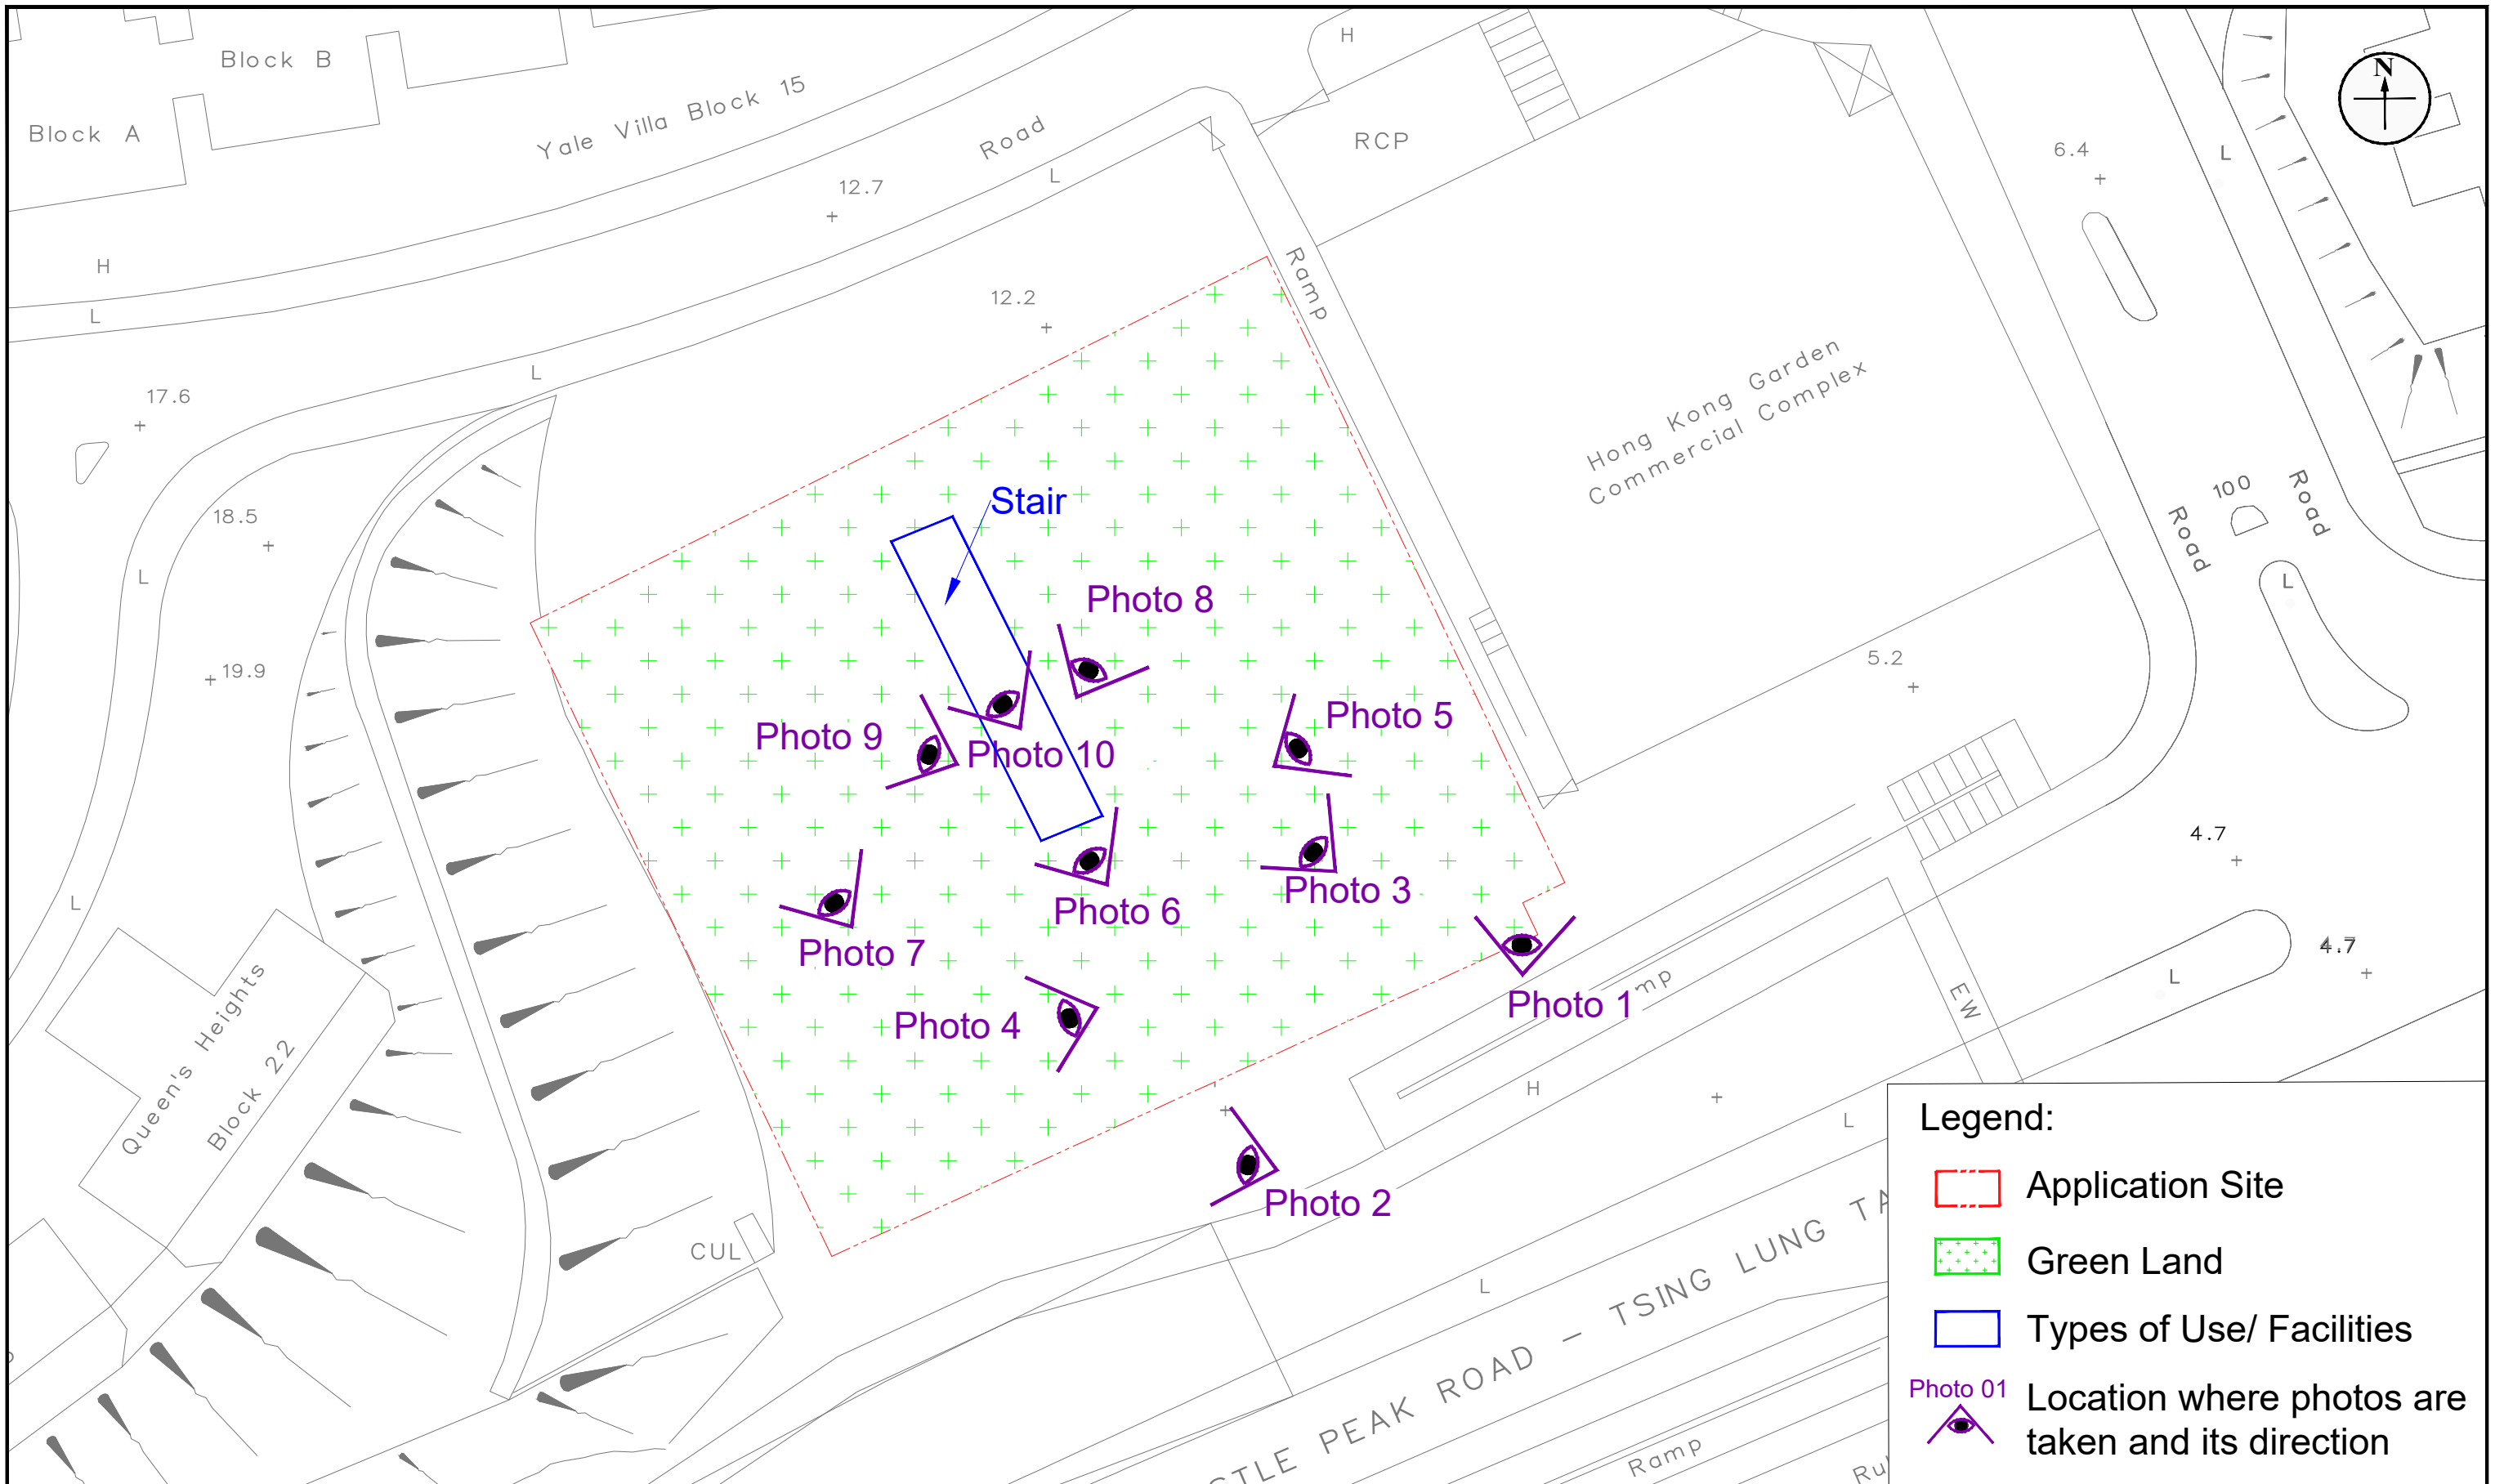 Block B
Block A
Yale Villa Block 15
Road
H
RCP
N
6.4
L
12.7
L
H
L
Ramp
12.2
L
17.6
Hong Kong Garden
Commercial Complex
18.5
Stair
100
Road
Road
L
L
Photo 8
19.9
5.2
Photo 5
Photo 9
Photo 10
4.7
Photo 3
L
Photo 6
Photo 7
4.7
L
Photo 1
EW
Photo 4
Queen's Heights
Block 22
H
L
Photo 2
CUL
L
PEAK ROAD – TSING LUNG
Ramp
Legend:
Application Site
Green Land
Types of Use/ Facilities
Photo 01
Location where photos are
taken and its direction